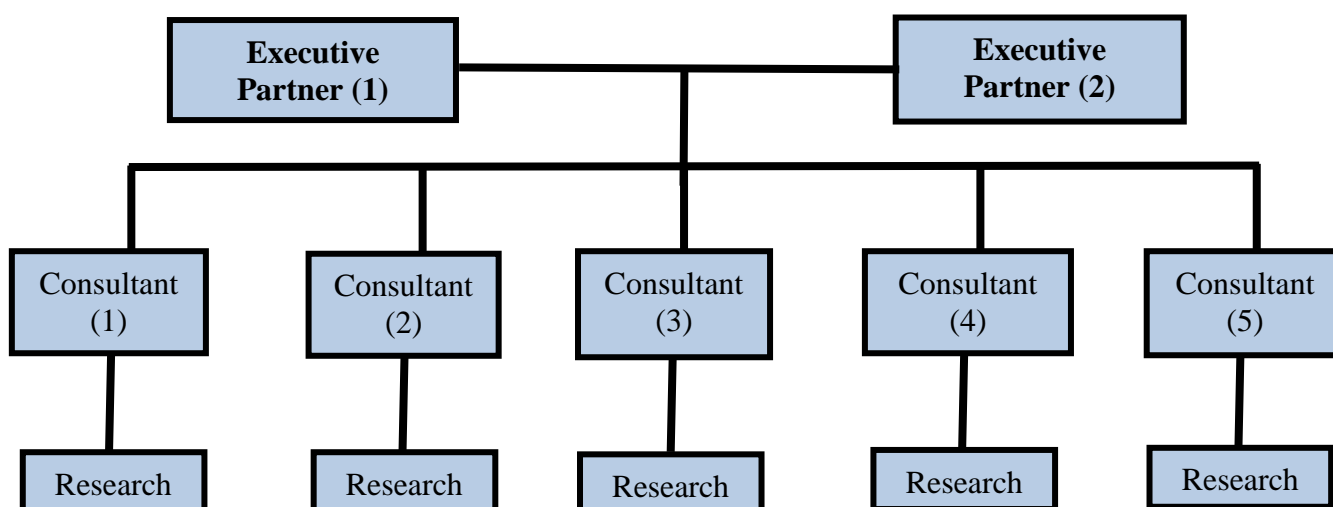 Executive
Partner (1)
Executive
Partner (2)
Consultant
(1)
Consultant
(2)
Consultant
(3)
Consultant
(4)
Consultant
(5)
Research
Research
Research
Research
Research